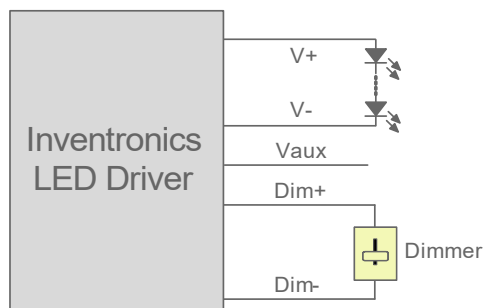 Inventronics
LED Driver
V+
V-
Vaux
Dim+
Dimmer
Dim-